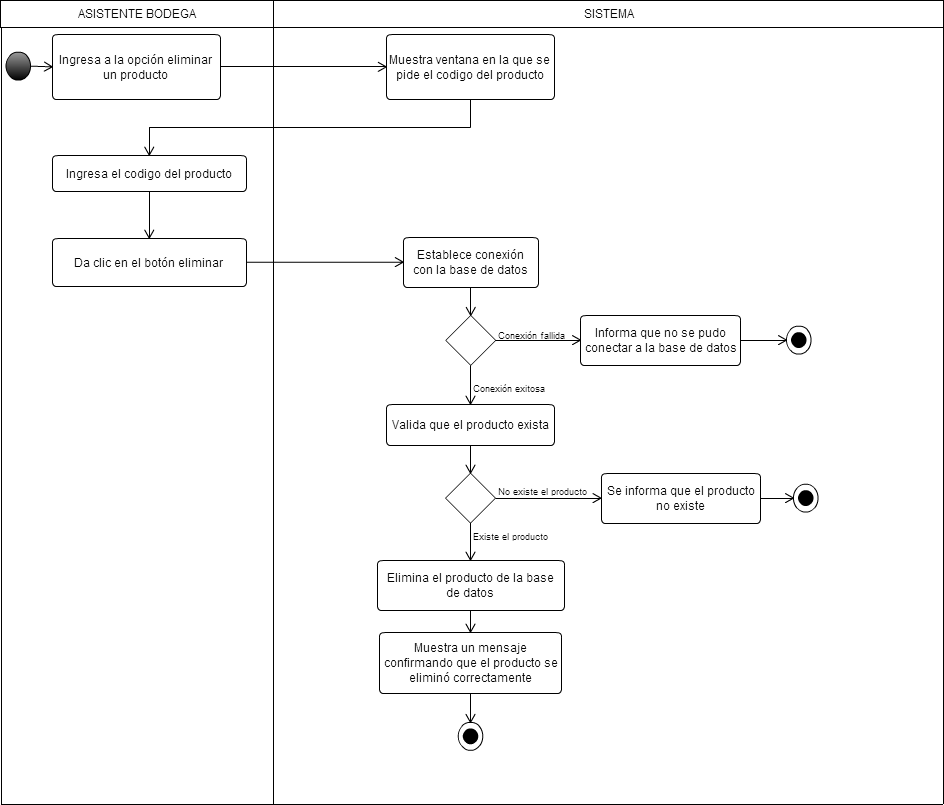 ASISTENTE BODEGA
SISTEMA
Ingresa a la opción eliminar
un producto
Muestra ventana en la que se
pide el codigo del producto
Ingresa el codigo del producto
Da clic en el botón eliminar
Establece conexión
con la base de datos
Conexión fallida
Informa que no se pudo
conectar a la base de datos
Conexión exitosa
Valida que el producto exista
No existe el producto
Se informa que el producto
no existe
Existe el producto
Elimina el producto de la base
de datos
Muestra un mensaje
confirmando que el producto se
eliminó correctamente